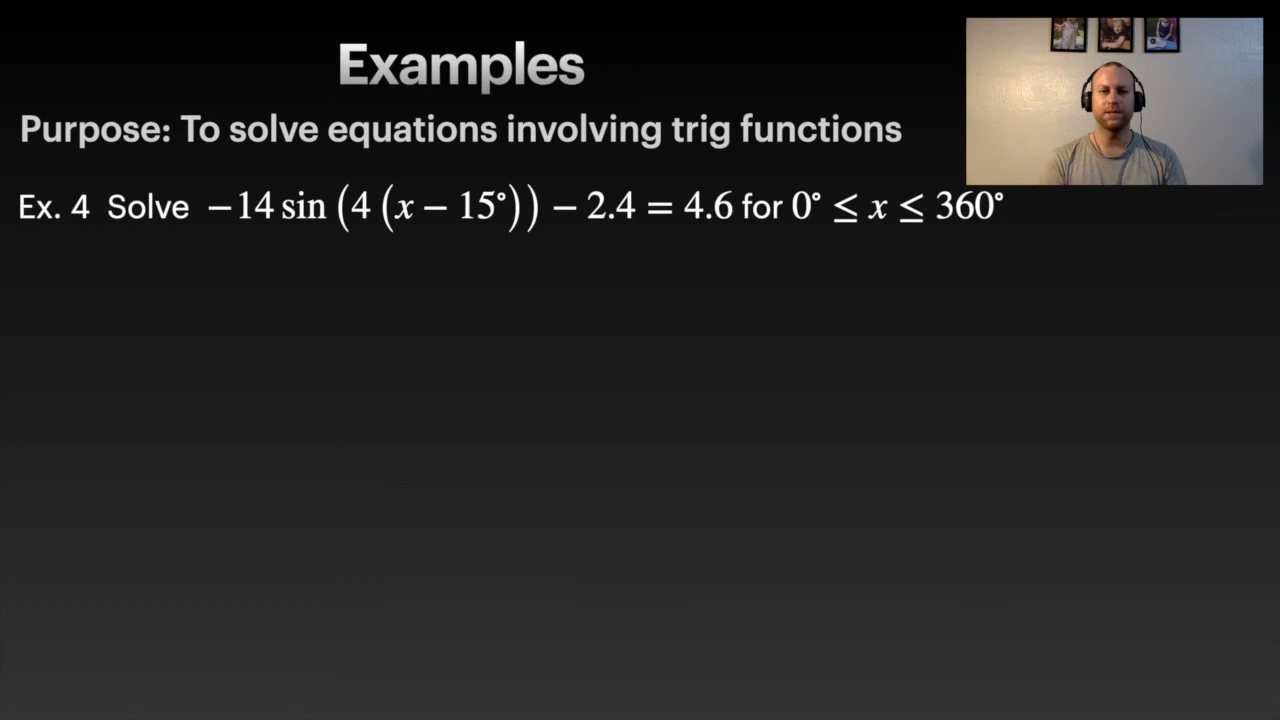 Examples
Purpose: To solve equations involving trig functions
Ex. 4 Solve −14 sin (4 (x − 15°)) − 2.4 = 4.6 for 0° ≤ x ≤ 360°